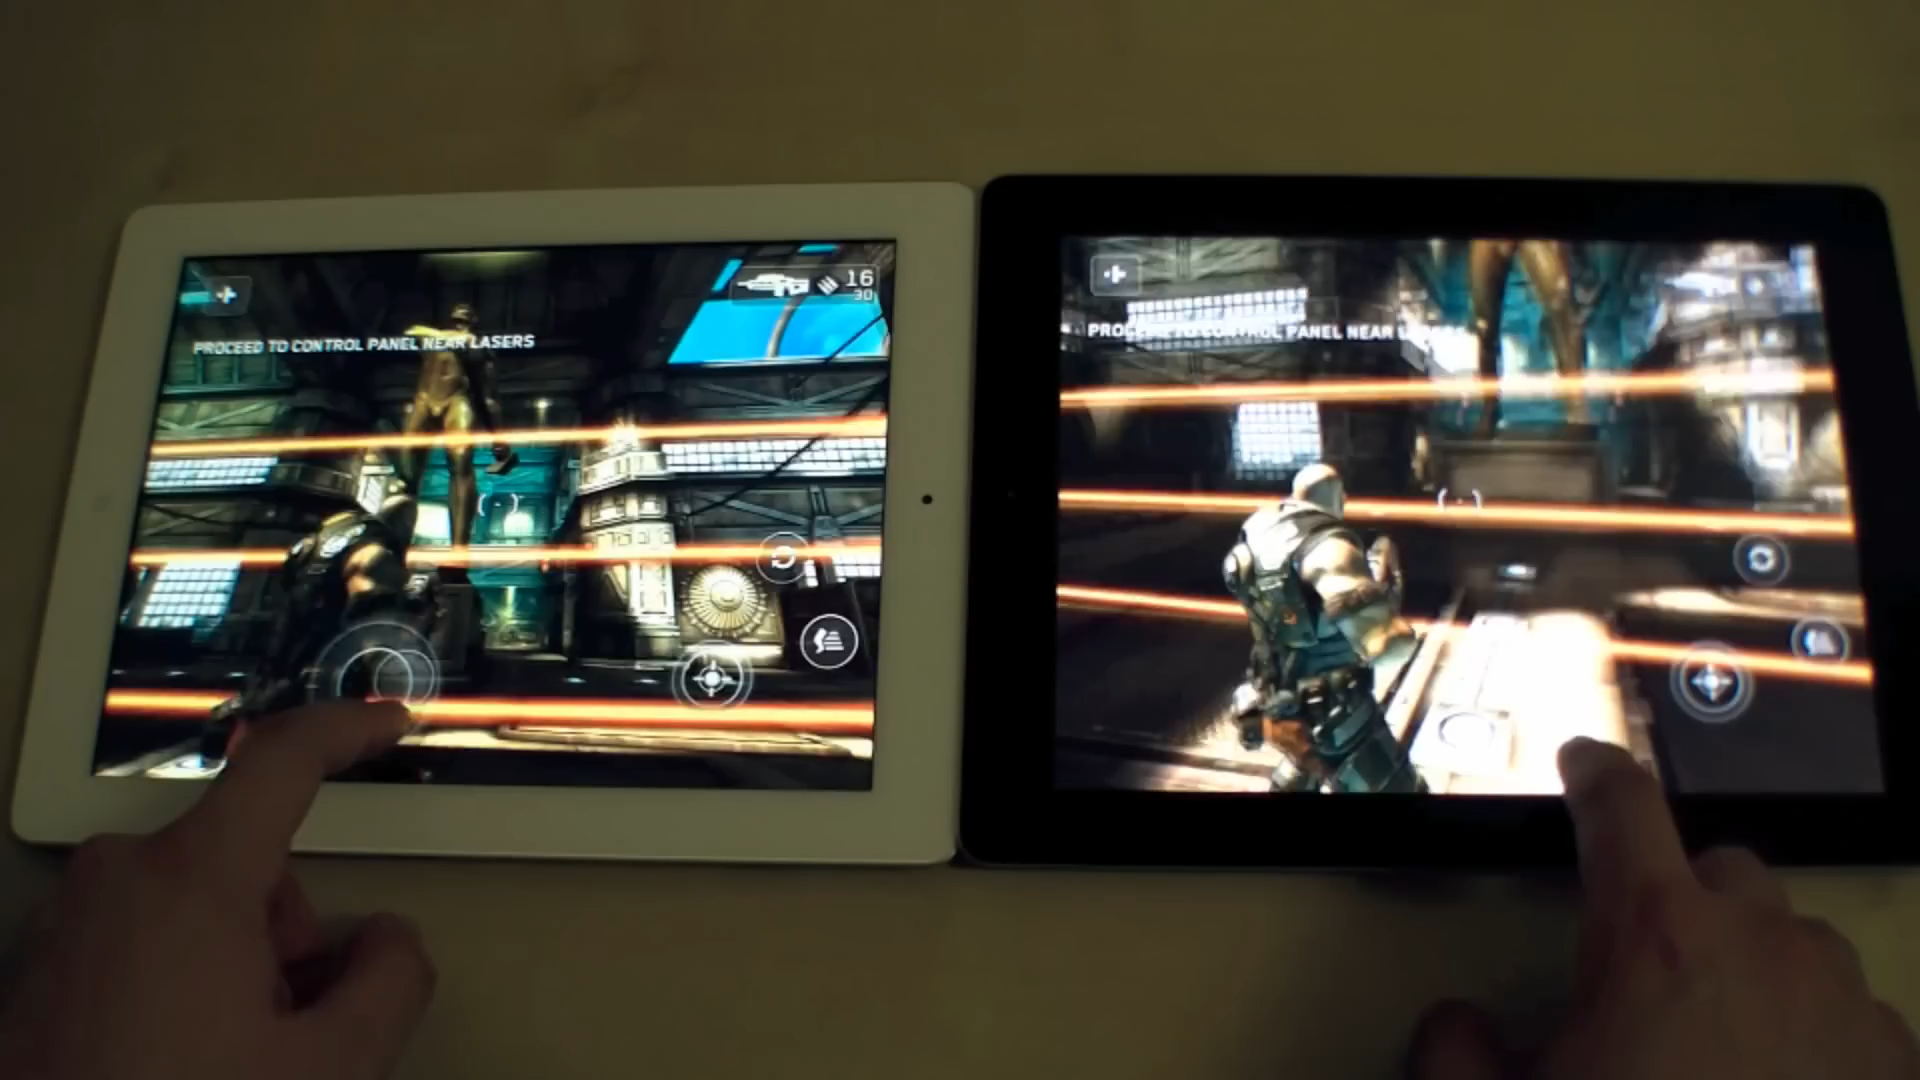 16
30
PROCEED TO CONTROL PANEL NEAR LASERS
PROCEED TO CONTROL PANEL NEAR